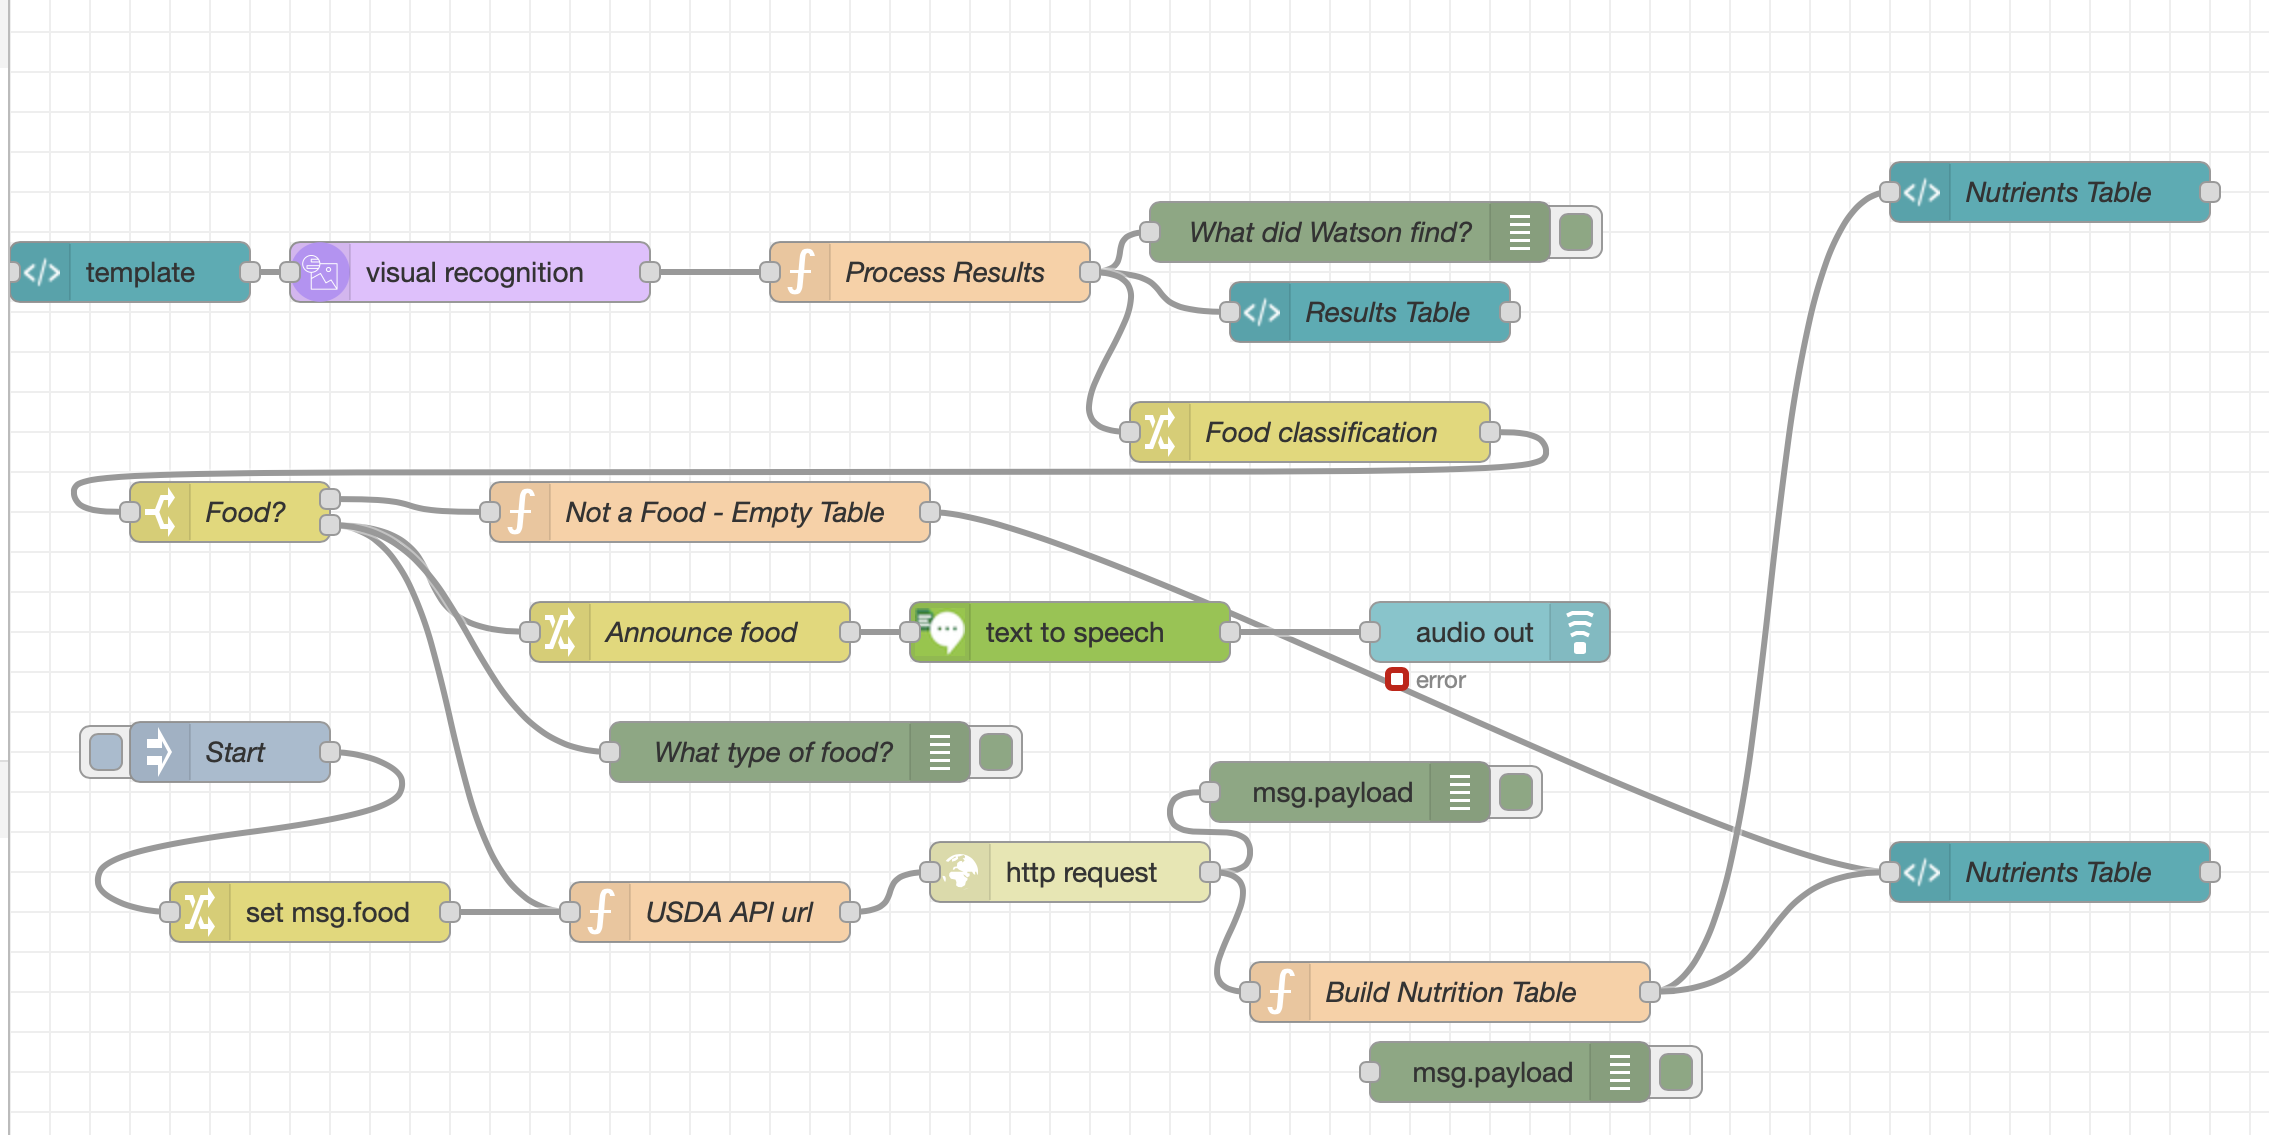 Nutrients Table
What did Watson find?
template
visual recognition
Process Results
Results Table
Food classification
Food?
Not a Food - Empty Table
Announce food
text to speech
audio out
error
Start
What type of food?
msg.payload
http request
Nutrients Table
set msg.food
USDA API url
Build Nutrition Table
msg.payload